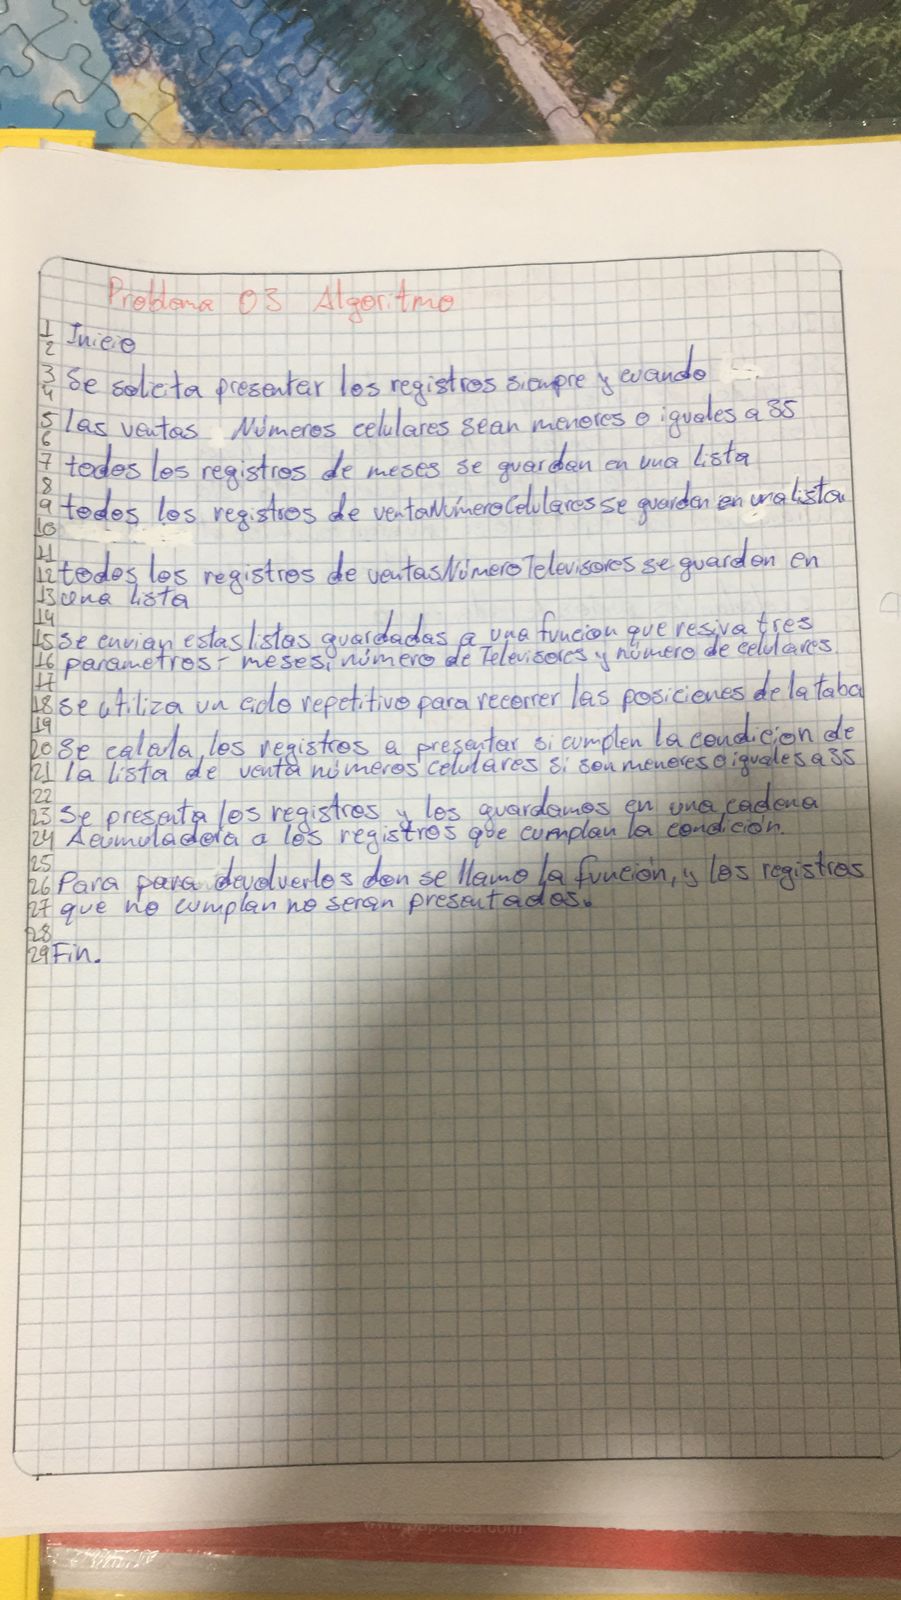 Problema 03 Algoritmo
1
2 Inicio
3
4 Se solicita presentar los registros siempre y cuando
5 las ventas Números celulares sean menores o iguales a 35
6
7 todos los registros de meses se guardan en una lista
8
9 todos los registros de ventaNúmeroCelulares se guardan en una lista
10
11
12 todos los registros de ventasNúmeroTelevisores se guardan en
13 una lista
14
15 Se envian estas listas guardadas a una funcion que resiva tres
16 parametros - meses, número de Televisores y número de celulares.
17
18 se utiliza un ciclo repetitivo para recorrer las posiciones de la taba
19
20 Se calcula los registros a presentar si cumplen la condicion de
21 la lista de venta números celulares si son menores o iguales a 35
22
23 Se presenta los registros y los guardamos en una cadena
24 Acumuladora a los registros que cumplan la condición.
25
26 Para para devolverlos don se llamo la función, y los registros
27 que no cumplan no seran presentados.
28
29 Fin.
www.papelesa.com